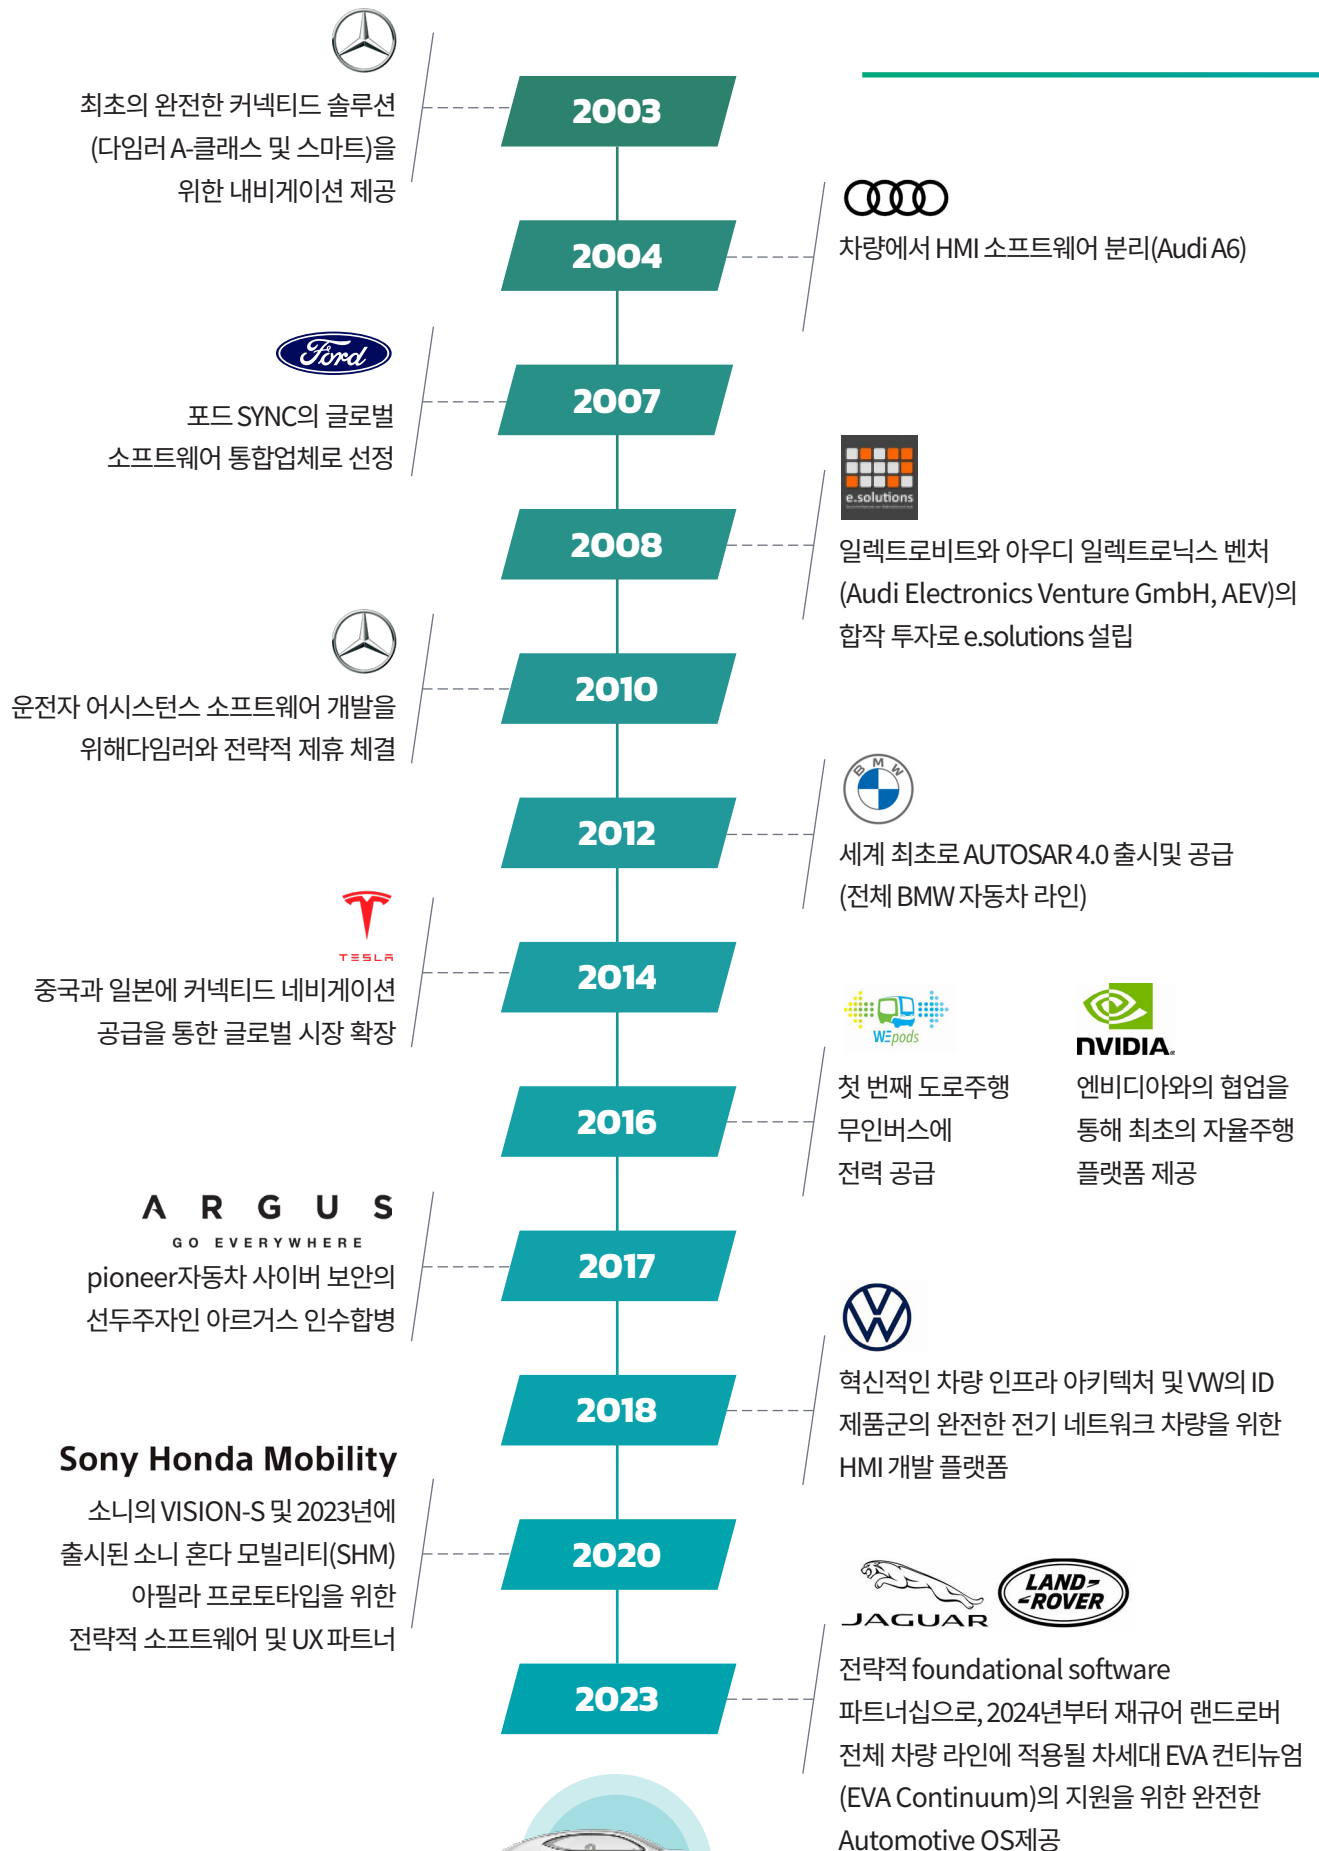 최초의 완전한 커넥티드 솔루션
(다임러 A-클래스 및 스마트)을
위한 내비게이션 제공
2003
2004
차량에서 HMI 소프트웨어 분리(Audi A6)
Ford
포드 SYNC의 글로벌
소프트웨어 통합업체로 선정
2007
2008
e.solutions
일렉트로비트와 아우디 일렉트로닉스 벤처
(Audi Electronics Venture GmbH, AEV)의
합작 투자로 e.solutions 설립
운전자 어시스턴스 소프트웨어 개발을
위해다임러와 전략적 제휴 체결
2010
2012
BMW
세계 최초로 AUTOSAR 4.0 출시및 공급
(전체 BMW 자동차 라인)
TESLA
중국과 일본에 커넥티드 네비게이션
공급을 통한 글로벌 시장 확장
2014
2016
WEpods
첫 번째 도로주행
무인버스에
전력 공급
NVIDIA
엔비디아와의 협업을
통해 최초의 자율주행
플랫폼 제공
ARGUS
GO EVERYWHERE
pioneer자동차 사이버 보안의
선두주자인 아르거스 인수합병
2017
2018
혁신적인 차량 인프라 아키텍처 및 VW의 ID
제품군의 완전한 전기 네트워크 차량을 위한
HMI 개발 플랫폼
Sony Honda Mobility
소니의 VISION-S 및 2023년에
출시된 소니 혼다 모빌리티(SHM)
아필라 프로토타입을 위한
전략적 소프트웨어 및 UX 파트너
2020
2023
JAGUAR
LAND-
-ROVER
전략적 foundational software
파트너십으로, 2024년부터 재규어 랜드로버
전체 차량 라인에 적용될 차세대 EVA 컨티뉴엄
(EVA Continuum)의 지원을 위한 완전한
Automotive OS제공